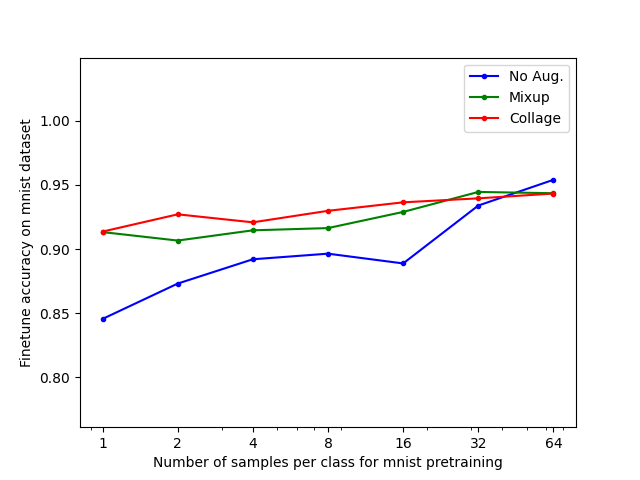 No Aug.
Mixup
Collage
1.00
0.95
0.90
0.85
0.80
Finetune accuracy on mnist dataset
1 2 4 8 16 32 64
Number of samples per class for mnist pretraining